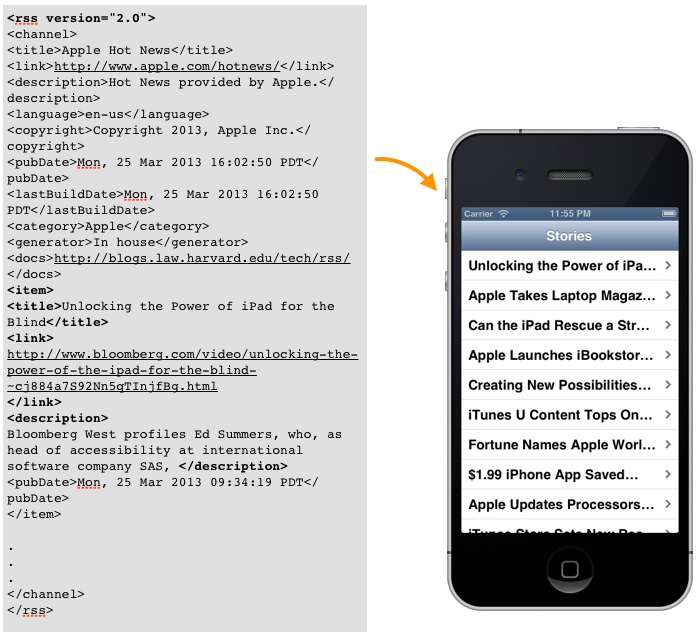 <rss version="2.0">
<channel>
<title>Apple Hot News</title>
<link>http://www.apple.com/hotnews/</link>
<description>Hot News provided by Apple.</
description>
<language>en-us</language>
<copyright>Copyright 2013, Apple Inc.</
copyright>
<pubDate>Mon, 25 Mar 2013 16:02:50 PDT</
pubDate>
<lastBuildDate>Mon, 25 Mar 2013 16:02:50
PDT</lastBuildDate>
<category>Apple</category>
<generator>In house</generator>
<docs>http://blogs.law.harvard.edu/tech/rss/
</docs>
<item>
<title>Unlocking the Power of iPad for the
Blind</title>
<link>
http://www.bloomberg.com/video/unlocking-the-
power-of-the-ipad-for-the-blind-
~cj884a7S92Nn5qTInjfBg.html
</link>
<description>
Bloomberg West profiles Ed Summers, who, as
head of accessibility at international
software company SAS, </description>
<pubDate>Mon, 25 Mar 2013 09:34:19 PDT</
pubDate>
</item>
.
.
.
</channel>
</rss>
Carrier 11:55 PM
Stories
Unlocking the Power of iPa...
Apple Takes Laptop Magaz...
Can the iPad Rescue a Str...
Apple Launches iBookstor...
Creating New Possibilities...
iTunes U Content Tops On...
Fortune Names Apple Worl...
$1.99 iPhone App Saved...
Apple Updates Processors...
iTunes Store Sets New Rec...